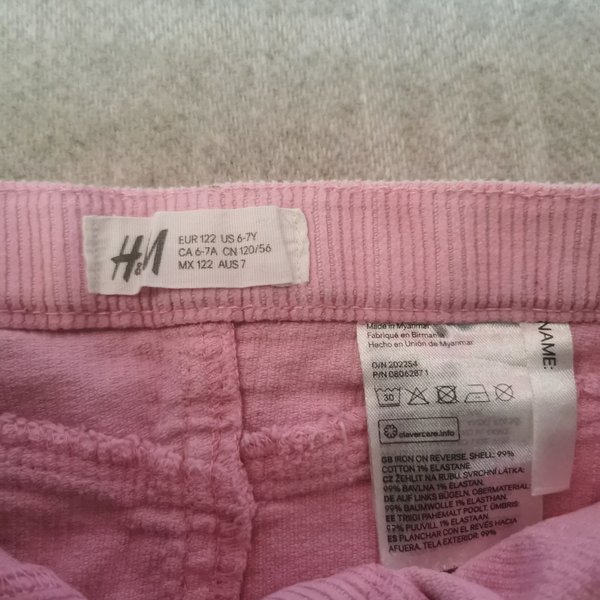 H&M
EUR 122 US 6-7Y
CA 6-7A CN 120/56
MX 122 AUS 7
Made in Myanmar
Fabriqué en Birmanie
Hecho en Unión de Myanmar
O/N 202254
P/N 08062871
30
clevercare.info
GB IRON ON REVERSE. SHELL: 99%
COTTON 1% ELASTANE
CZ ŽEHLIT NA RUBU. SVRCHNÍ LÁTKA:
99% BAVLNA 1% ELASTAN.
DE AUF LINKS BÜGELN. OBERMATERIAL:
99% BAUMWOLLE 1% ELASTHAN.
EE TRIIGI PAHEMALT POOLT. ÜMBRIS:
99% PUUVILL 1% ELASTAAN
ES PLANCHAR CON EL REVÉS HACIA
AFUERA. TELA EXTERIOR: 99%
NAME: